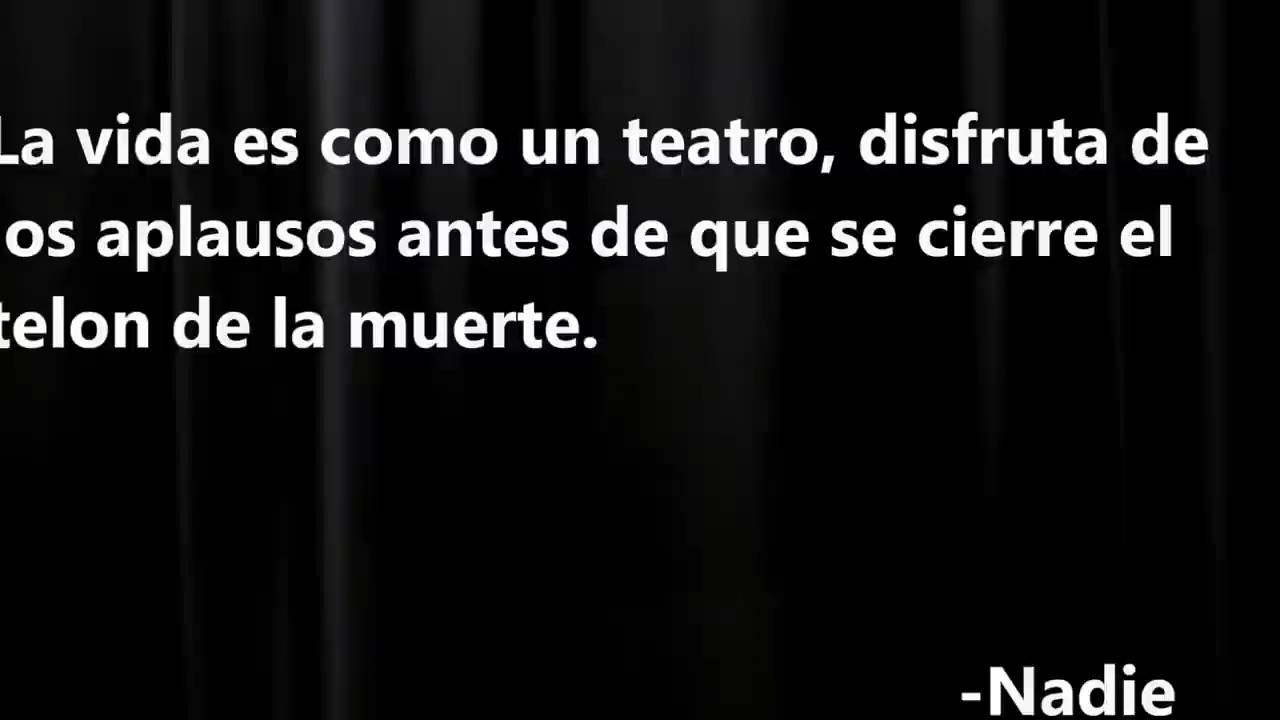 La vida es como un teatro, disfruta de
los aplausos antes de que se cierre el
telon de la muerte.
-Nadie